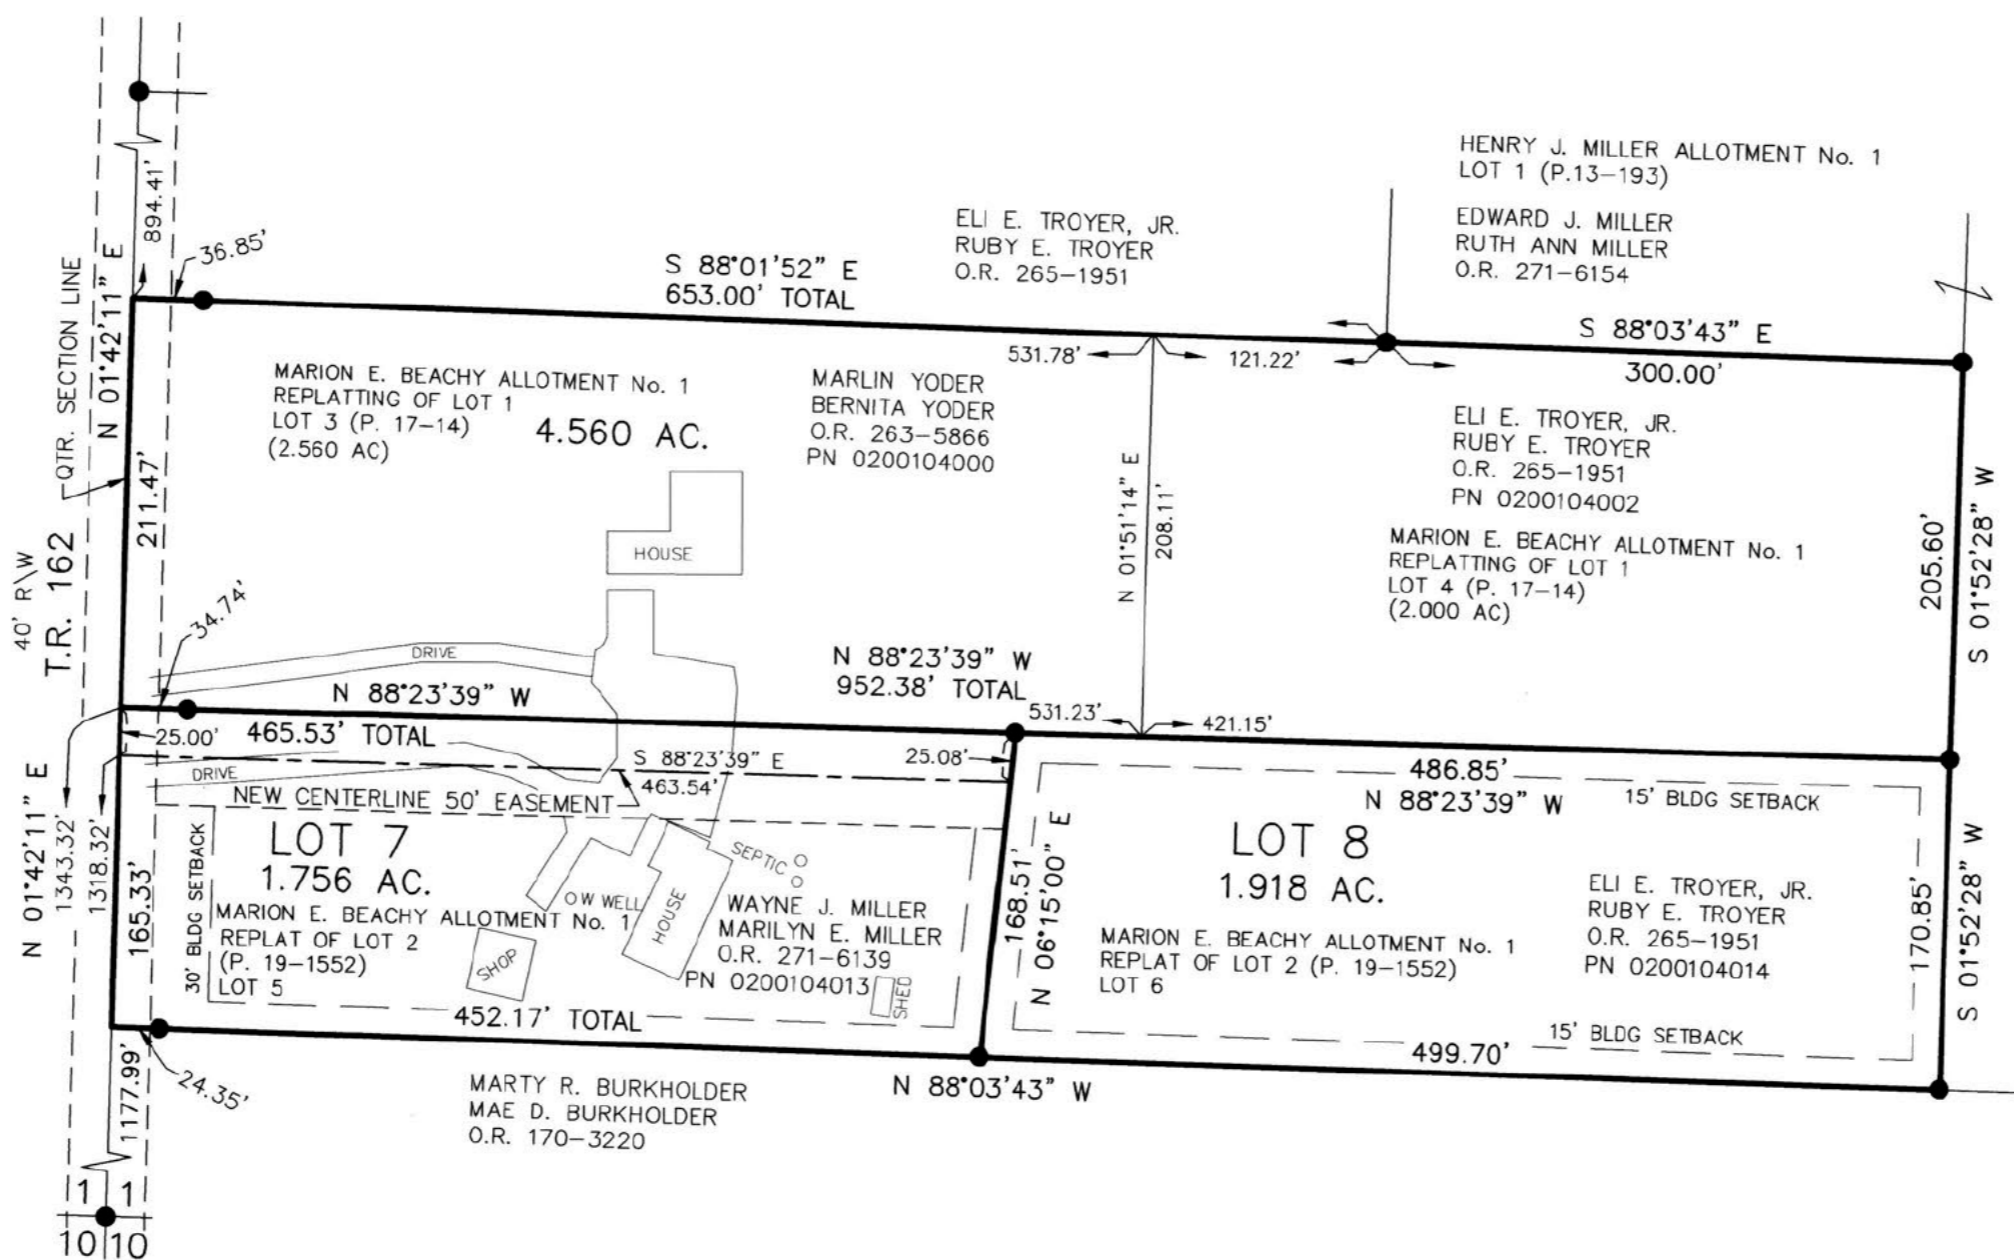 HENRY J. MILLER ALLOTMENT No. 1
LOT 1 (P.13-193)
EDWARD J. MILLER
RUTH ANN MILLER
O.R. 271-6154
ELI E. TROYER, JR.
RUBY E. TROYER
O.R. 265-1951
894.41'
36.85'
S 88°01'52" E
653.00' TOTAL
S 88°03'43" E
300.00'
531.78'
121.22'
QTR. SECTION LINE
N 01°42'11" E
211.47'
40' R\W
T.R. 162
MARION E. BEACHY ALLOTMENT No. 1
REPLATTING OF LOT 1
LOT 3 (P. 17-14)
(2.560 AC)
4.560 AC.
MARLIN YODER
BERNITA YODER
O.R. 263-5866
PN 0200104000
N 01°51'14" E
208.11'
ELI E. TROYER, JR.
RUBY E. TROYER
O.R. 265-1951
PN 0200104002
MARION E. BEACHY ALLOTMENT No. 1
REPLATTING OF LOT 1
LOT 4 (P. 17-14)
(2.000 AC)
205.60'
S 01°52'28" W
HOUSE
DRIVE
34.74'
N 88°23'39" W
465.53' TOTAL
N 88°23'39" W
952.38' TOTAL
531.23'
421.15'
25.00'
DRIVE
S 88°23'39" E
463.54'
25.08'
NEW CENTERLINE 50' EASEMENT
N 01°42'11" E
1343.32'
1318.32'
165.33'
30' BLDG SETBACK
LOT 7
1.756 AC.
MARION E. BEACHY ALLOTMENT No. 1
REPLAT OF LOT 2
(P. 19-1552)
LOT 5
O W WELL
SEPTIC
HOUSE
SHOP
WAYNE J. MILLER
MARILYN E. MILLER
O.R. 271-6139
PN 0200104013
SHED
452.17' TOTAL
168.51'
N 06°15'00" E
486.85'
N 88°23'39" W
15' BLDG SETBACK
LOT 8
1.918 AC.
MARION E. BEACHY ALLOTMENT No. 1
REPLAT OF LOT 2 (P. 19-1552)
LOT 6
ELI E. TROYER, JR.
RUBY E. TROYER
O.R. 265-1951
PN 0200104014
170.85'
S 01°52'28" W
15' BLDG SETBACK
499.70'
N 88°03'43" W
24.35'
1177.99'
MARTY R. BURKHOLDER
MAE D. BURKHOLDER
O.R. 170-3220
1 1
10 10